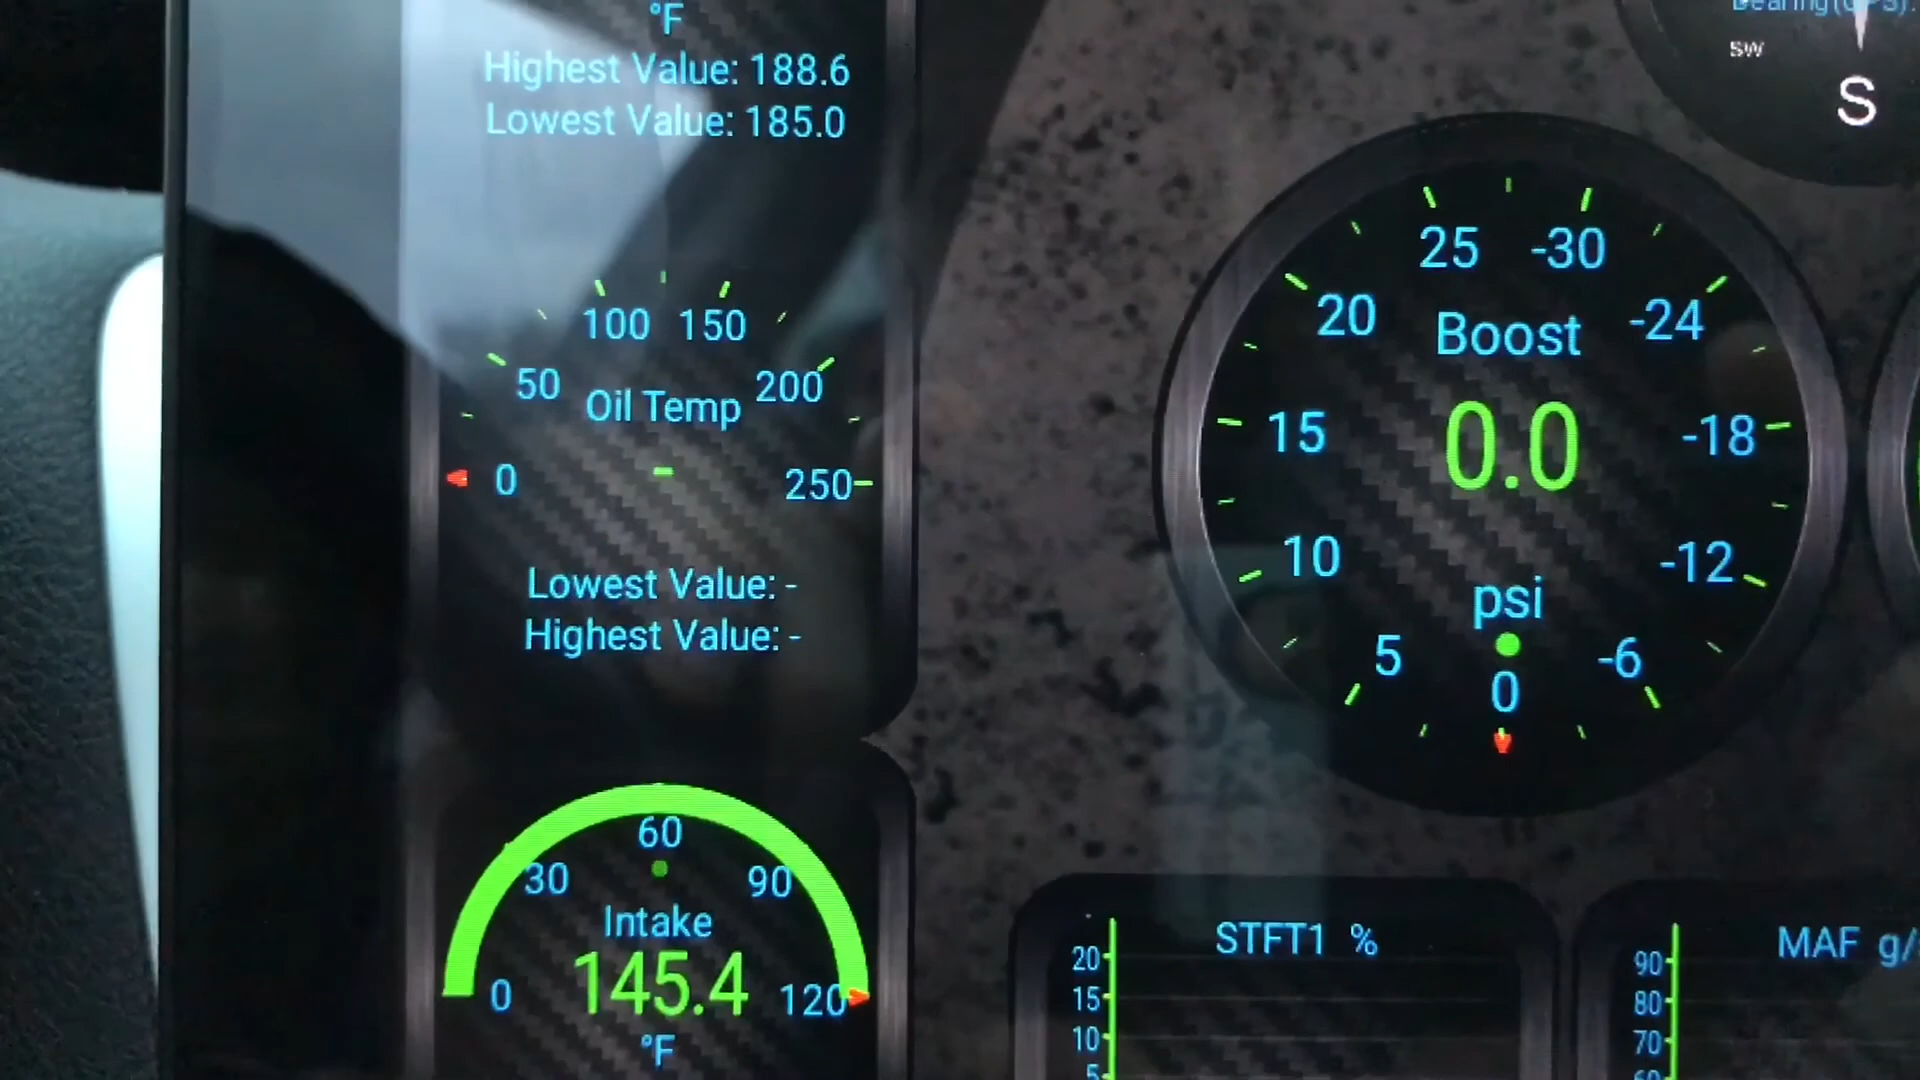 °F
Highest Value: 188.6
Lowest Value: 185.0
100 150
50 200
Oil Temp
0 - 250
Lowest Value: -
Highest Value: -
60
30 90
Intake
0 145.4 120
°F
SW
S
25 -30
20 -24
Boost
15 0.0 -18
10 -12
psi
5 -6
0
STFT1 %
20
15
10
5
MAF g/
90
80
70
60